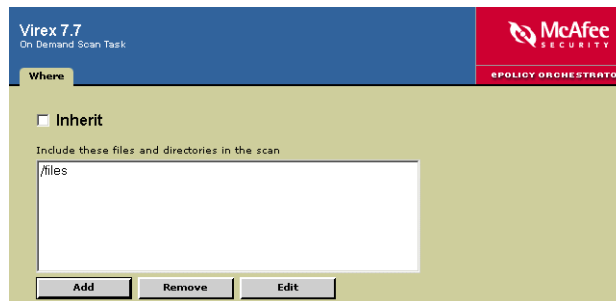 Virex 7.7
On Demand Scan Task
McAfee
SECURITY
Where
ePOLICY ORCHESTRATO
Inherit
Include these files and directories in the scan
/files
Add Remove Edit